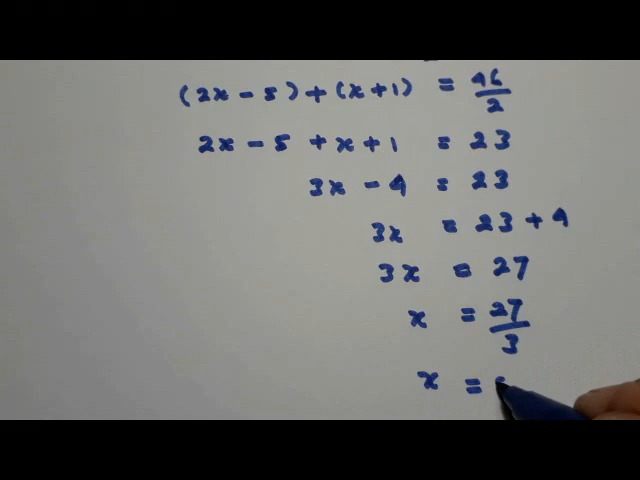 (2x - 5) + (x + 1) = 46/2
2x - 5 + x + 1 = 23
3x - 4 = 23
3x = 23 + 4
3x = 27
x = 27/3
x =